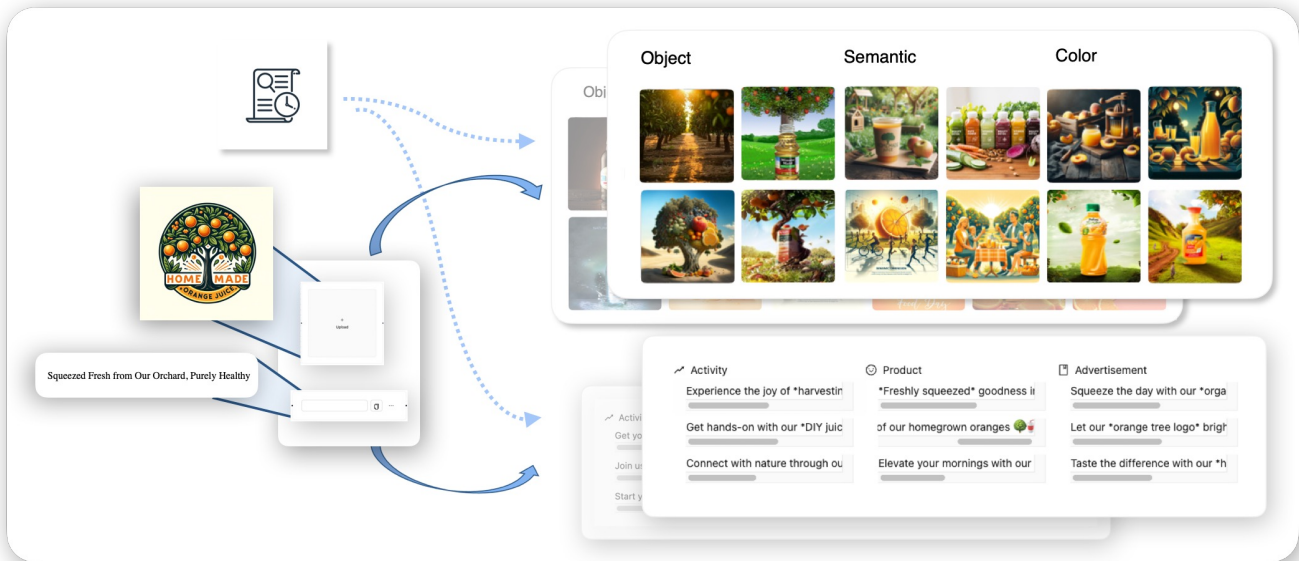 Object
Semantic
Color
Obj
HOME MADE
ORANGE JUICE
Upload
Squeezed Fresh from Our Orchard, Purely Healthy
Activity
Product
Advertisement
Experience the joy of *harvestin
*Freshly squeezed* goodness i
Squeeze the day with our *orga
Get hands-on with our *DIY juic
of our homegrown oranges 🌳🍹
Let our *orange tree logo* brigh
Connect with nature through ou
Elevate your mornings with our
Taste the difference with our *h
Activi
Get yo
Join us
Start y